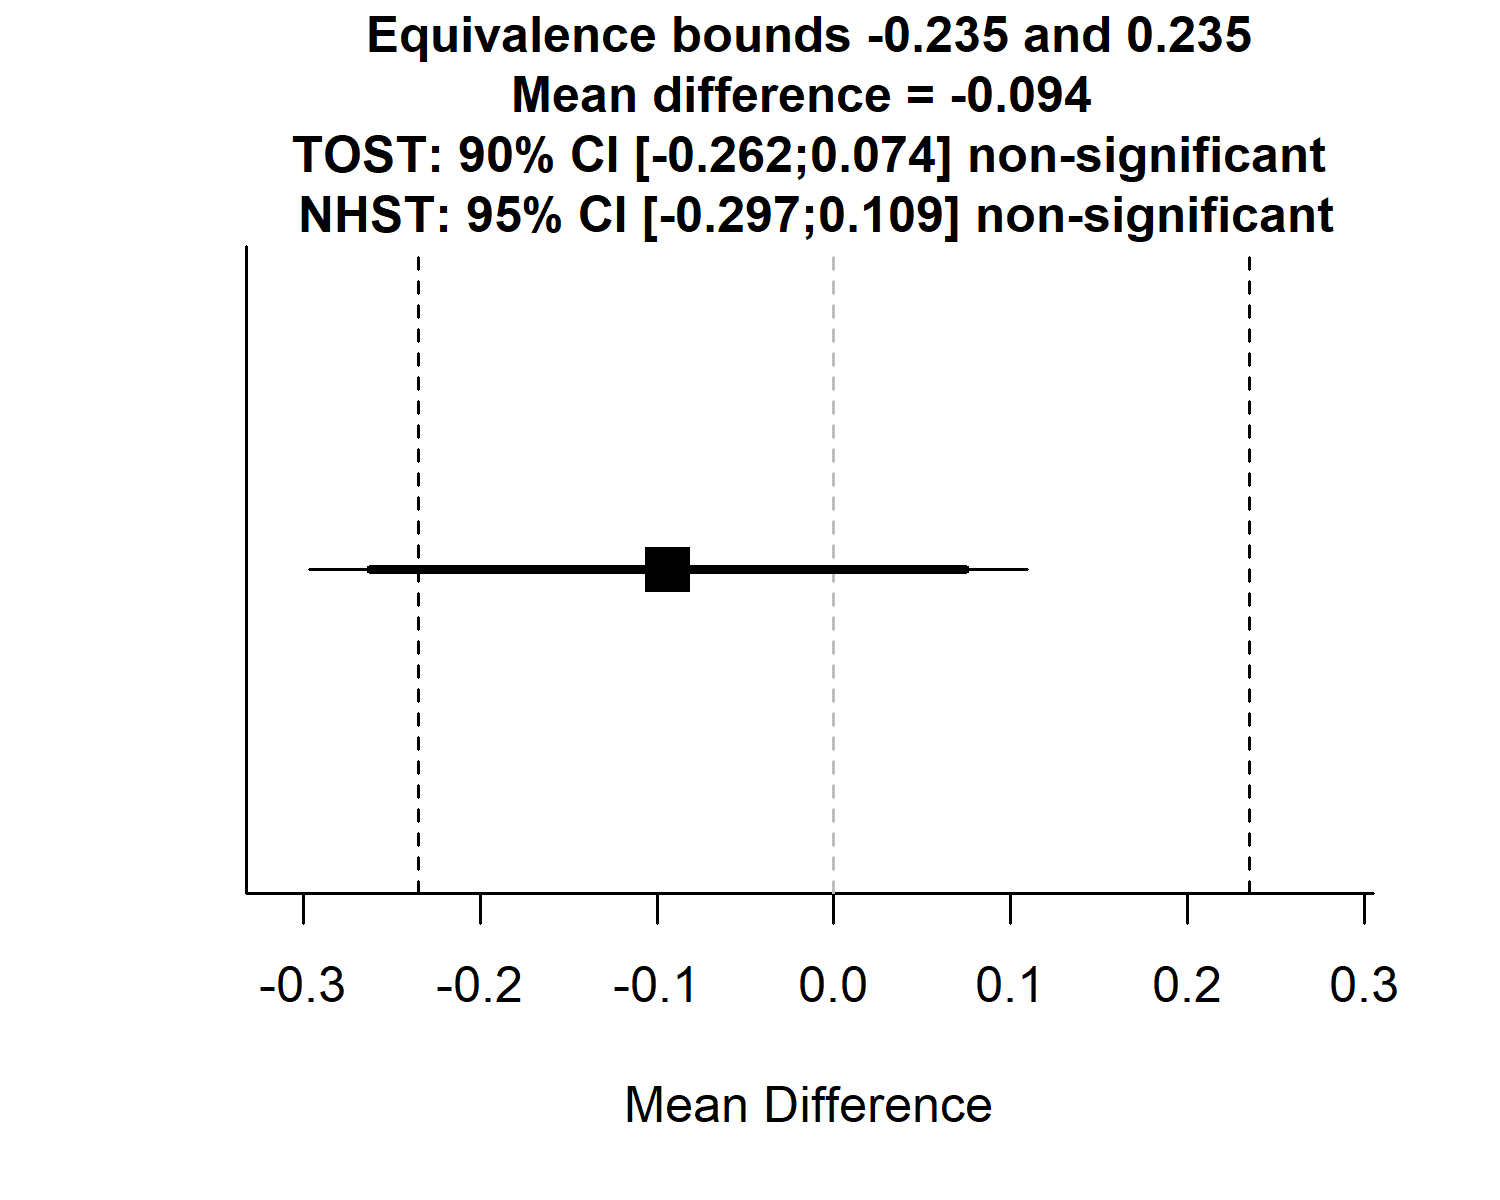 Equivalence bounds -0.235 and 0.235
Mean difference = -0.094
TOST: 90% CI [-0.262;0.074] non-significant
NHST: 95% CI [-0.297;0.109] non-significant
-0.3 -0.2 -0.1 0.0 0.1 0.2 0.3
Mean Difference